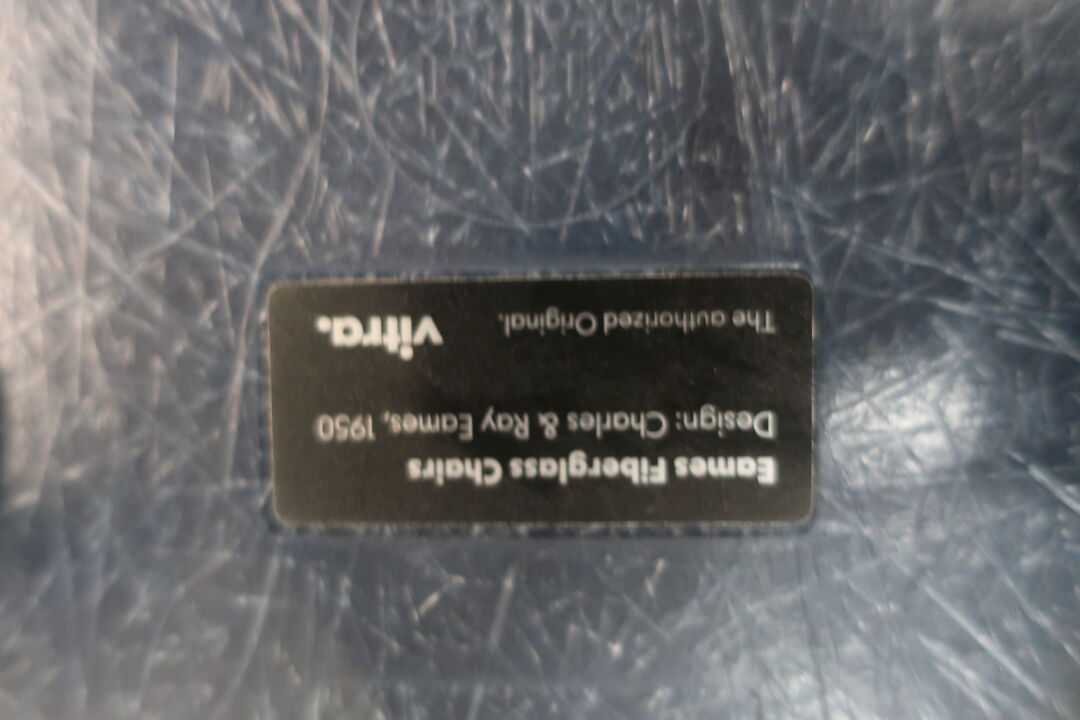 Eames Fiberglass Chairs
Design: Charles & Ray Eames, 1950
The authorized Original. vitra.